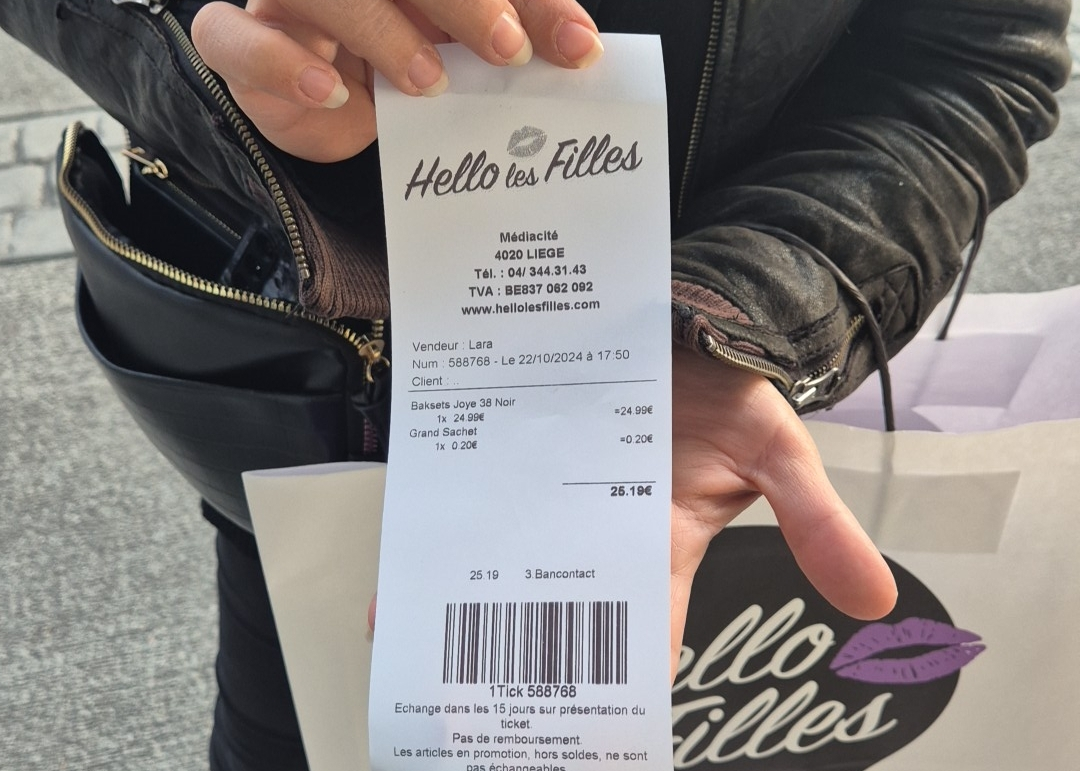 Hello les Filles
Médiacité
4020 LIEGE
Tél. : 04/ 344.31.43
TVA : BE837 062 092
www.hellolesfilles.com
Vendeur : Lara
Num : 588768 - Le 22/10/2024 à 17:50
Client : ..
Baksets Joye 38 Noir
1x 24.99€ =24.99€
Grand Sachet
1x 0.20€ =0.20€
25.19€
25.19 3.Bancontact
1Tick 588768
Echange dans les 15 jours sur présentation du
ticket.
Pas de remboursement.
Les articles en promotion, hors soldes, ne sont
pas échangeables
ello
Filles